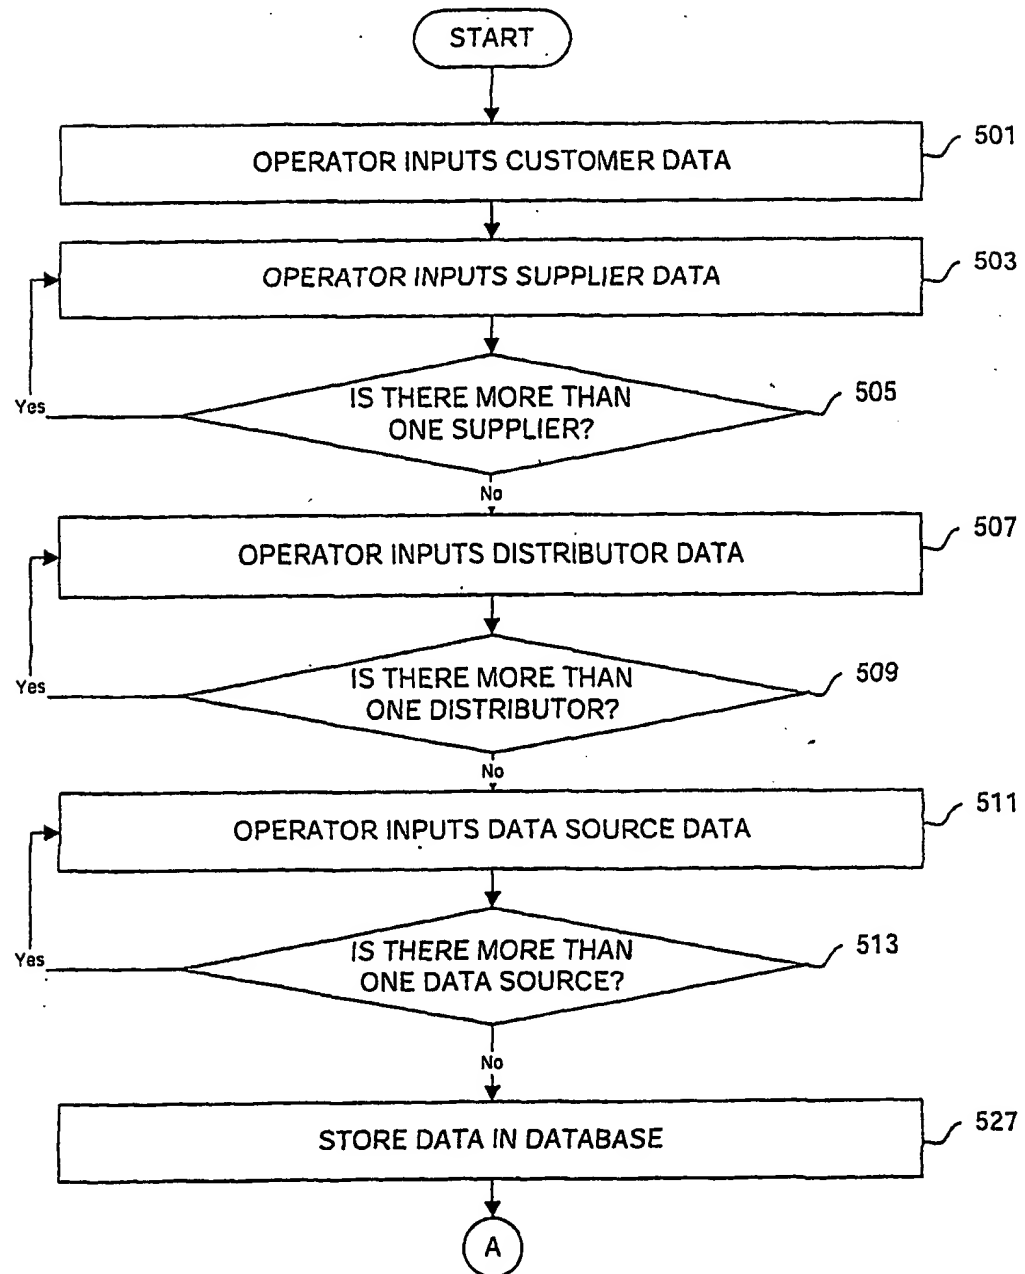 START
OPERATOR INPUTS CUSTOMER DATA
501
OPERATOR INPUTS SUPPLIER DATA
503
IS THERE MORE THAN
ONE SUPPLIER?
505
Yes
No
OPERATOR INPUTS DISTRIBUTOR DATA
507
IS THERE MORE THAN
ONE DISTRIBUTOR?
509
Yes
No
OPERATOR INPUTS DATA SOURCE DATA
511
IS THERE MORE THAN
ONE DATA SOURCE?
513
Yes
No
STORE DATA IN DATABASE
527
A